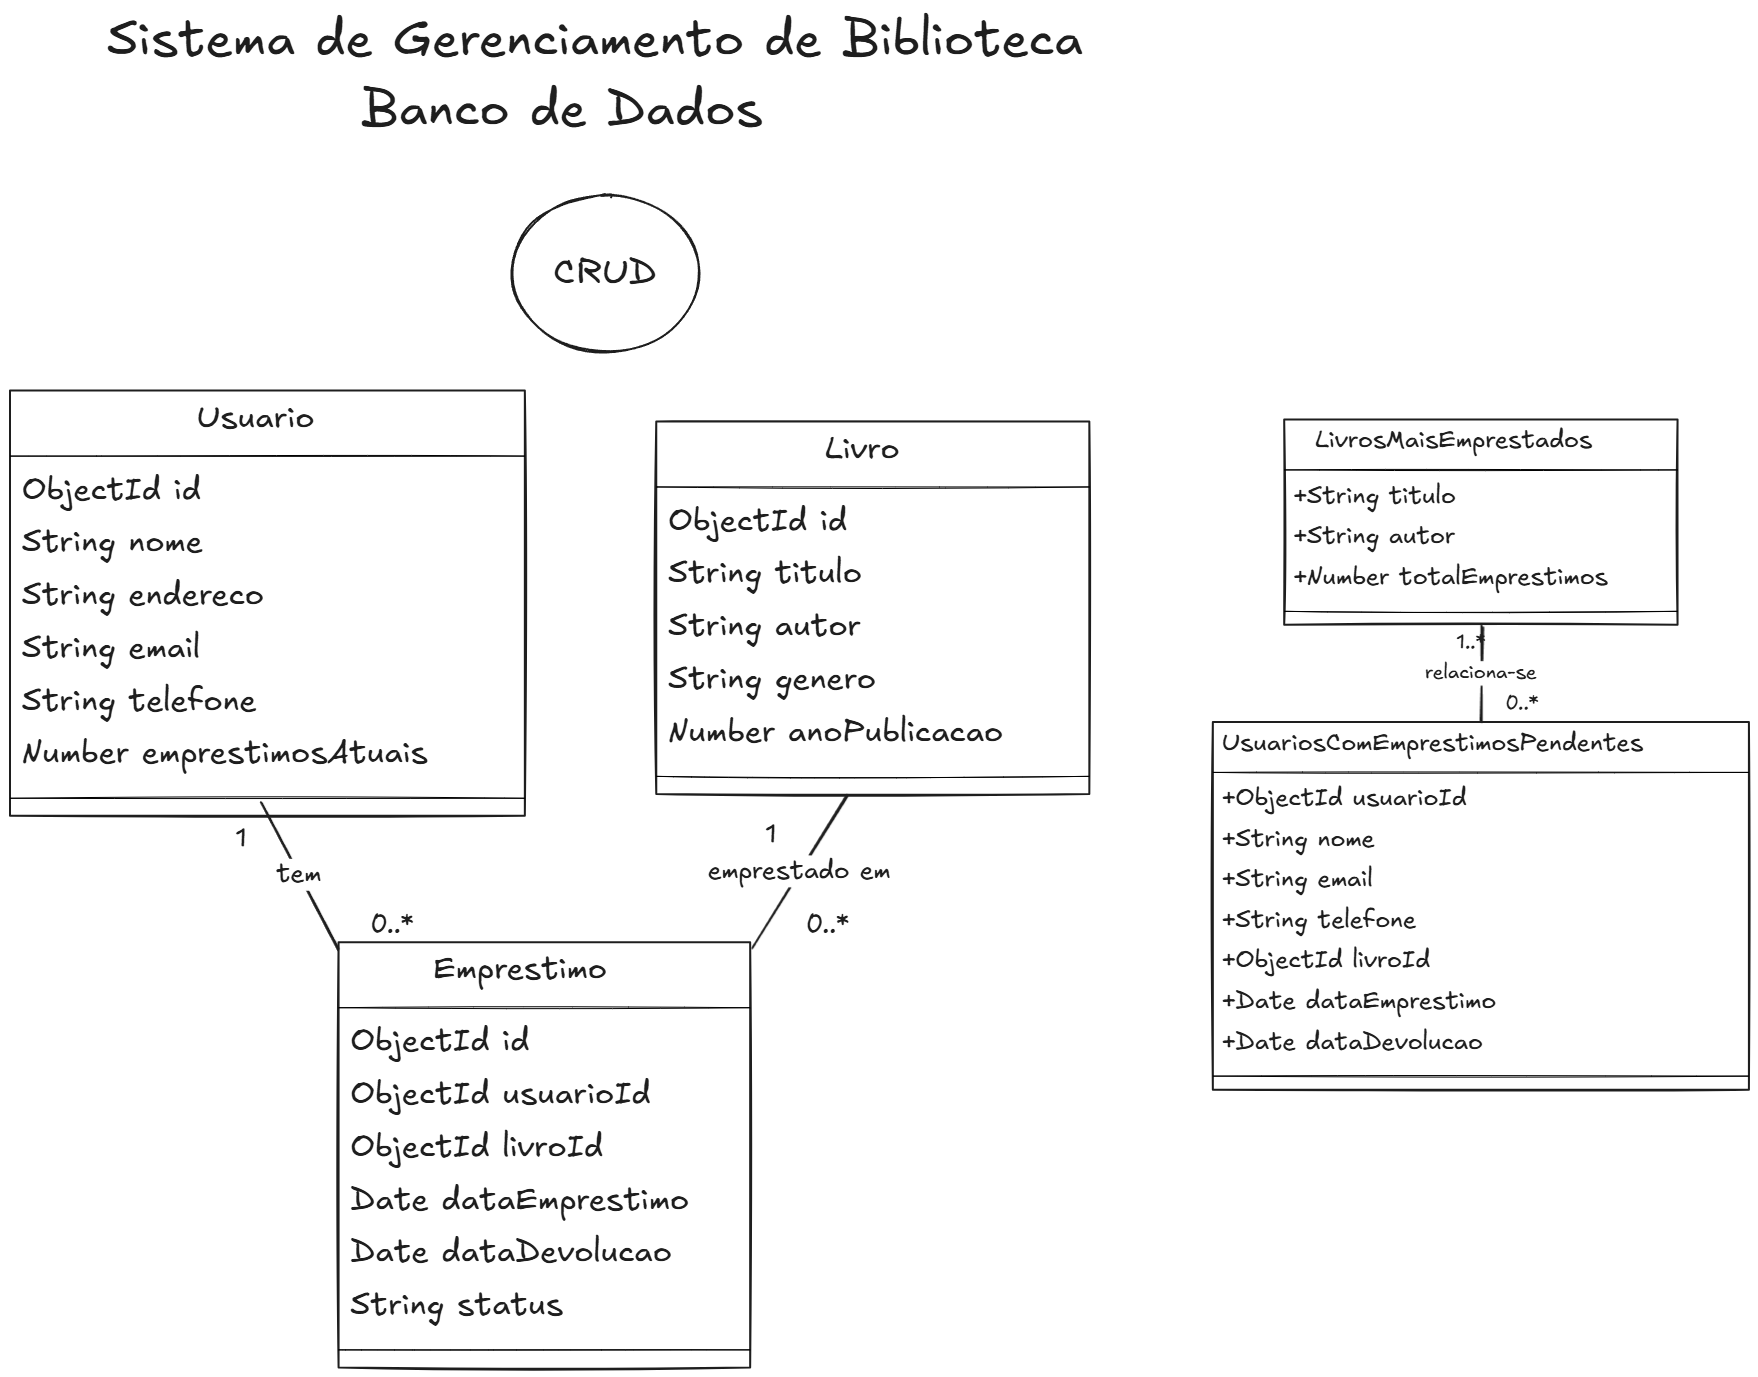 Sistema de Gerenciamento de Biblioteca
Banco de Dados
CRUD
Usuario
ObjectId id
String nome
String endereco
String email
String telefone
Number emprestimosAtuais
Livro
ObjectId id
String titulo
String autor
String genero
Number anoPublicacao
1
tem
0..*
1
emprestado em
0..*
Emprestimo
ObjectId id
ObjectId usuarioId
ObjectId livroId
Date dataEmprestimo
Date dataDevolucao
String status
LivrosMaisEmprestados
+String titulo
+String autor
+Number totalEmprestimos
1..*
relaciona-se
0..*
UsuariosComEmprestimosPendentes
+ObjectId usuarioId
+String nome
+String email
+String telefone
+ObjectId livroId
+Date dataEmprestimo
+Date dataDevolucao